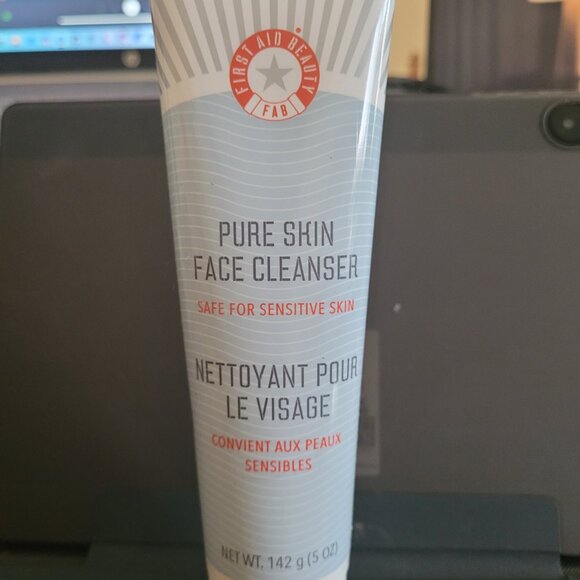 FIRST AID BEAUTY
FAB
PURE SKIN
FACE CLEANSER
SAFE FOR SENSITIVE SKIN
NETTOYANT POUR
LE VISAGE
CONVIENT AUX PEAUX
SENSIBLES
NET WT. 142 g (5 OZ)